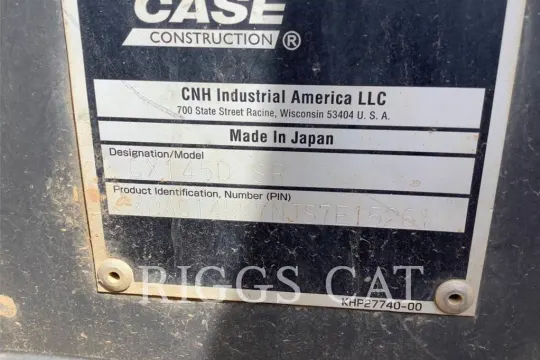 CASE
CONSTRUCTION ®
CNH Industrial America LLC
700 State Street Racine, Wisconsin 53404 U. S. A.
Made In Japan
Designation/Model
Product Identification, Number (PIN)
RIGGS CAT
KHP27740-00